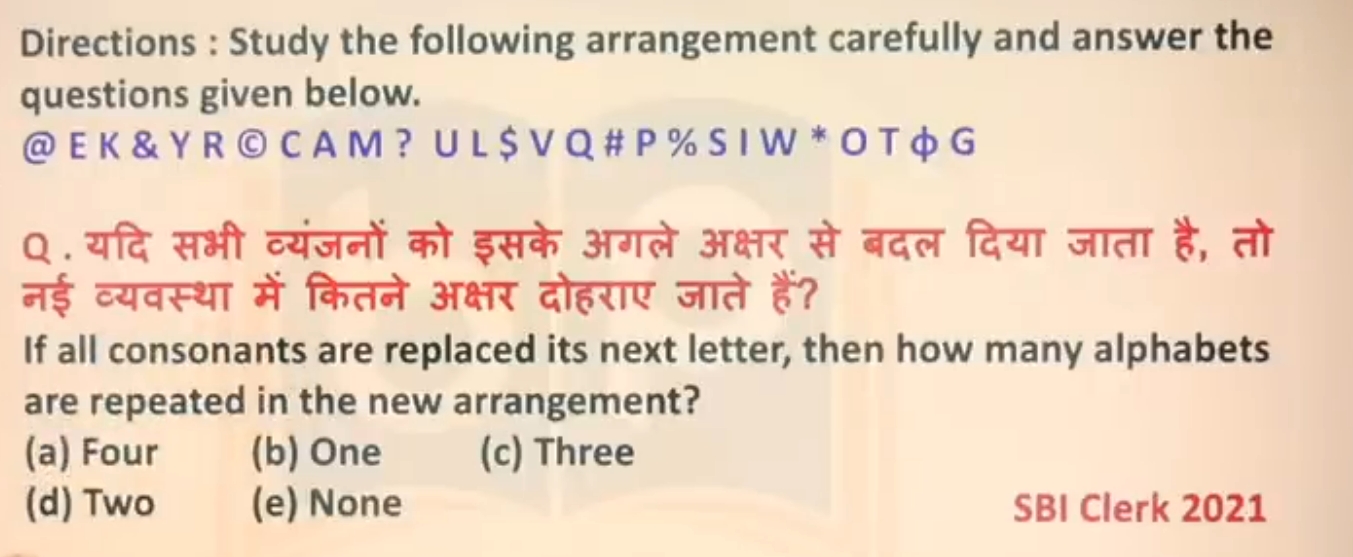 Directions : Study the following arrangement carefully and answer the
questions given below.
@ E K & Y R © C A M ? U L $ V Q # P % S I W * O T ф G
Q. यदि सभी व्यंजनों को इसके अगले अक्षर से बदल दिया जाता है, तो
नई व्यवस्था में कितने अक्षर दोहराए जाते हैं?
If all consonants are replaced its next letter, then how many alphabets
are repeated in the new arrangement?
(a) Four (b) One (c) Three
(d) Two (e) None
SBI Clerk 2021